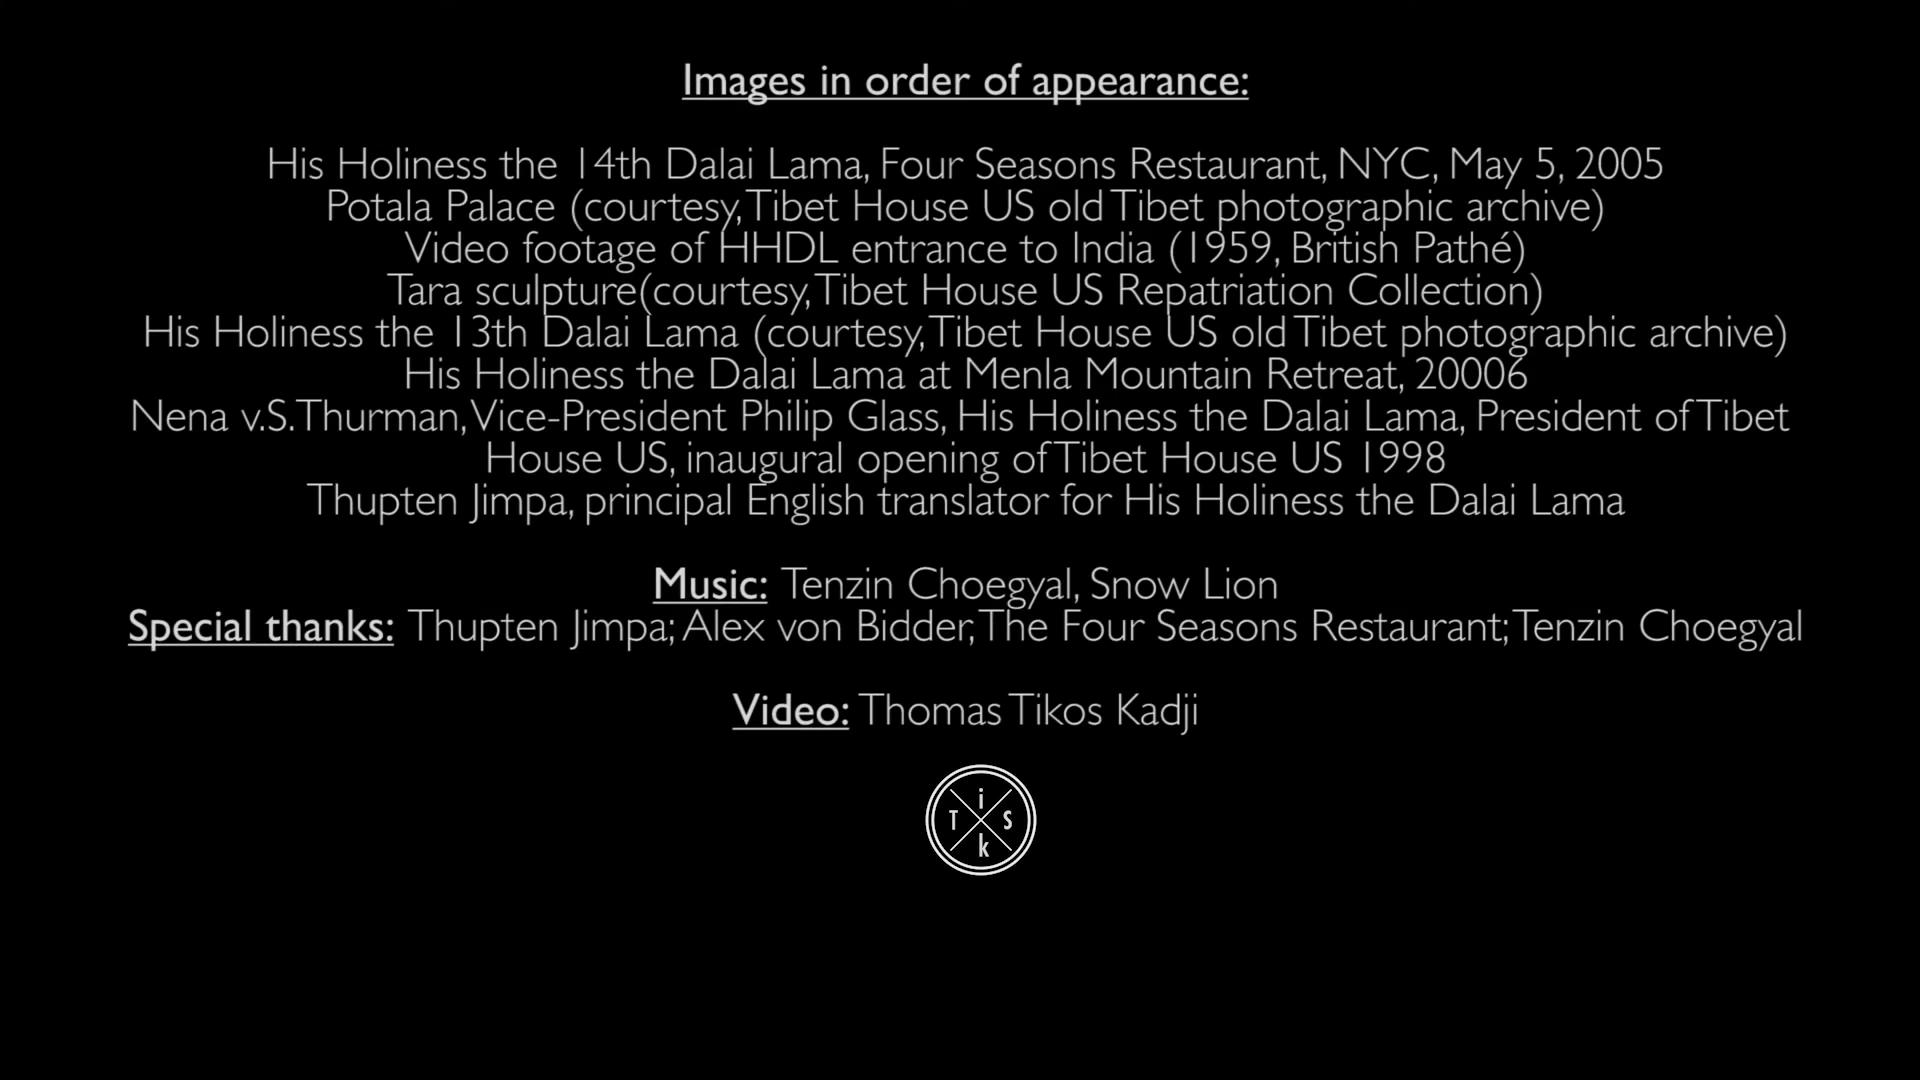 Images in order of appearance:
His Holiness the 14th Dalai Lama, Four Seasons Restaurant, NYC, May 5, 2005
Potala Palace (courtesy, Tibet House US old Tibet photographic archive)
Video footage of HHDL entrance to India (1959, British Pathé)
Tara sculpture(courtesy, Tibet House US Repatriation Collection)
His Holiness the 13th Dalai Lama (courtesy, Tibet House US old Tibet photographic archive)
His Holiness the Dalai Lama at Menla Mountain Retreat, 20006
Nena v.S. Thurman, Vice-President Philip Glass, His Holiness the Dalai Lama, President of Tibet
House US, inaugural opening of Tibet House US 1998
Thupten Jimpa, principal English translator for His Holiness the Dalai Lama
Music: Tenzin Choegyal, Snow Lion
Special thanks: Thupten Jimpa; Alex von Bidder, The Four Seasons Restaurant; Tenzin Choegyal
Video: Thomas Tikos Kadji
T i k S